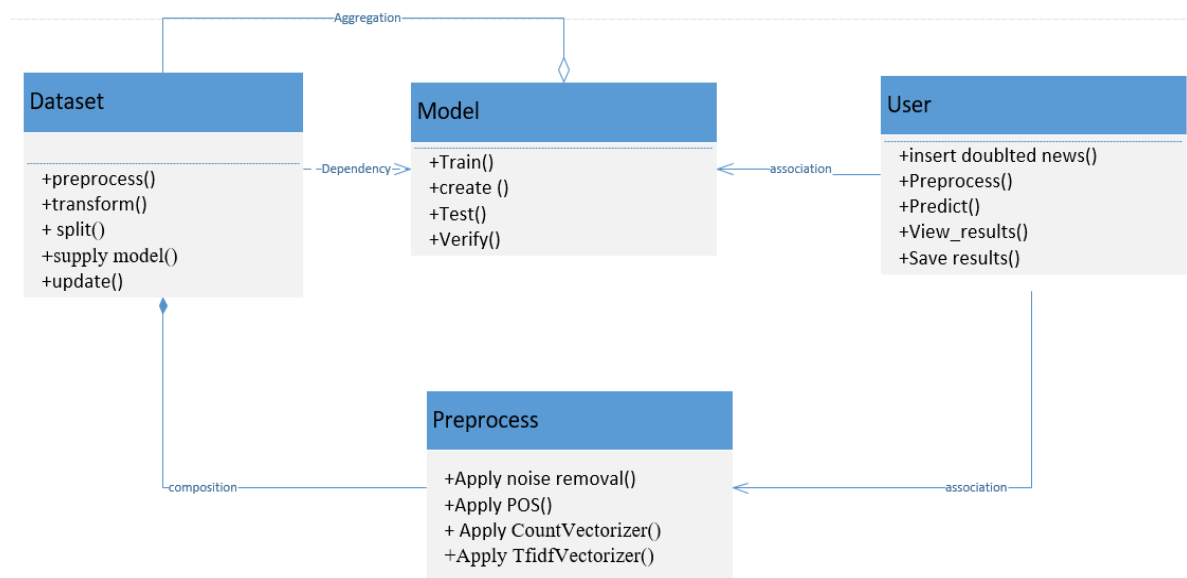 Aggregation
Dataset
+preprocess()
+transform()
+ split()
+supply model()
+update()
Dependency
Model
+Train()
+create ()
+Test()
+Verify()
association
User
+insert doublted news()
+Preprocess()
+Predict()
+View_results()
+Save results()
composition
Preprocess
+Apply noise removal()
+Apply POS()
+ Apply CountVectorizer()
+Apply TfidfVectorizer()
association